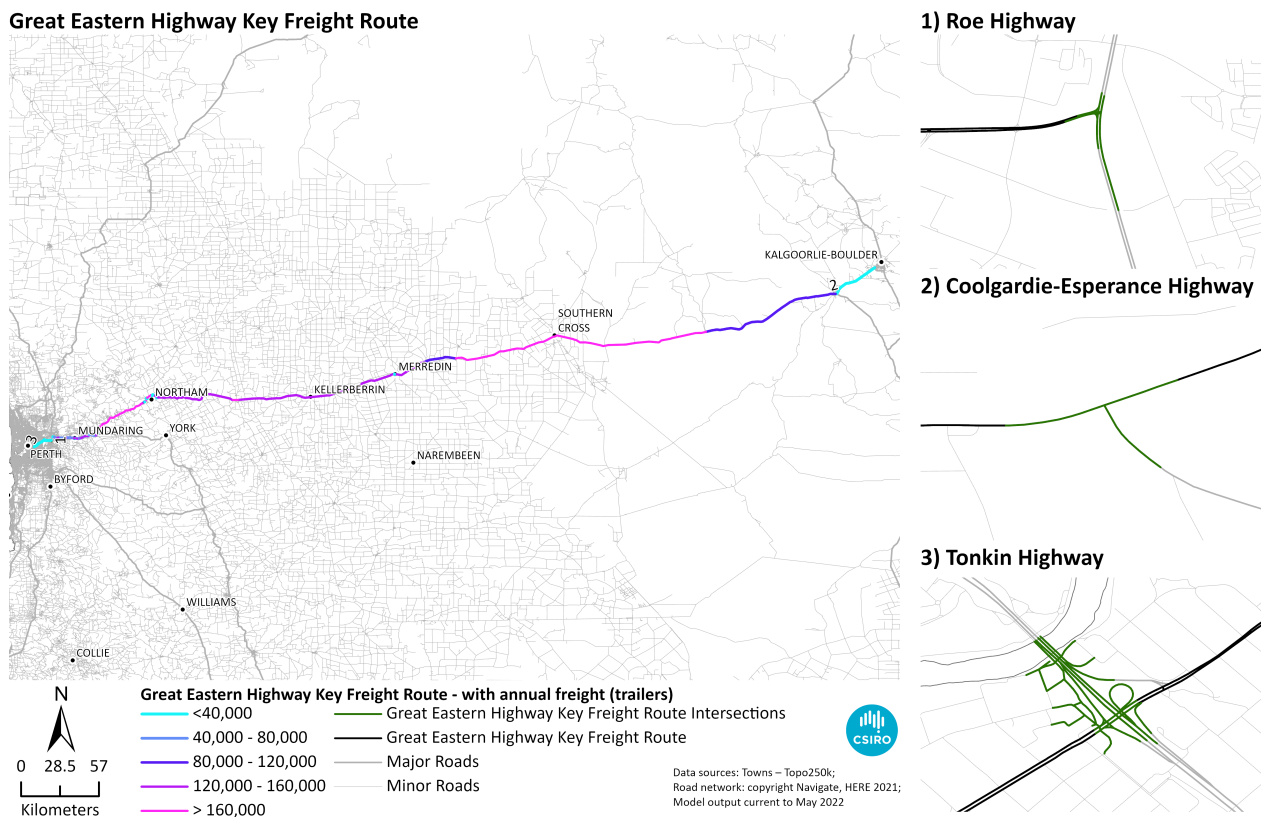 Great Eastern Highway Key Freight Route
1) Roe Highway
KALGOORLIE-BOULDER
2
2) Coolgardie-Esperance Highway
SOUTHERN
CROSS
MERREDIN
KELLERBERRIN
NORTHAM
MUNDARING
YORK
3
1
PERTH
NAREMBEEN
BYFORD
3) Tonkin Highway
WILLIAMS
COLLIE
N
0 28.5 57
Kilometers
Great Eastern Highway Key Freight Route - with annual freight (trailers)
<40,000
40,000 - 80,000
80,000 - 120,000
120,000 - 160,000
> 160,000
Great Eastern Highway Key Freight Route Intersections
Great Eastern Highway Key Freight Route
Major Roads
Minor Roads
CSIRO
Data sources: Towns – Topo250k;
Road network: copyright Navigate, HERE 2021;
Model output current to May 2022